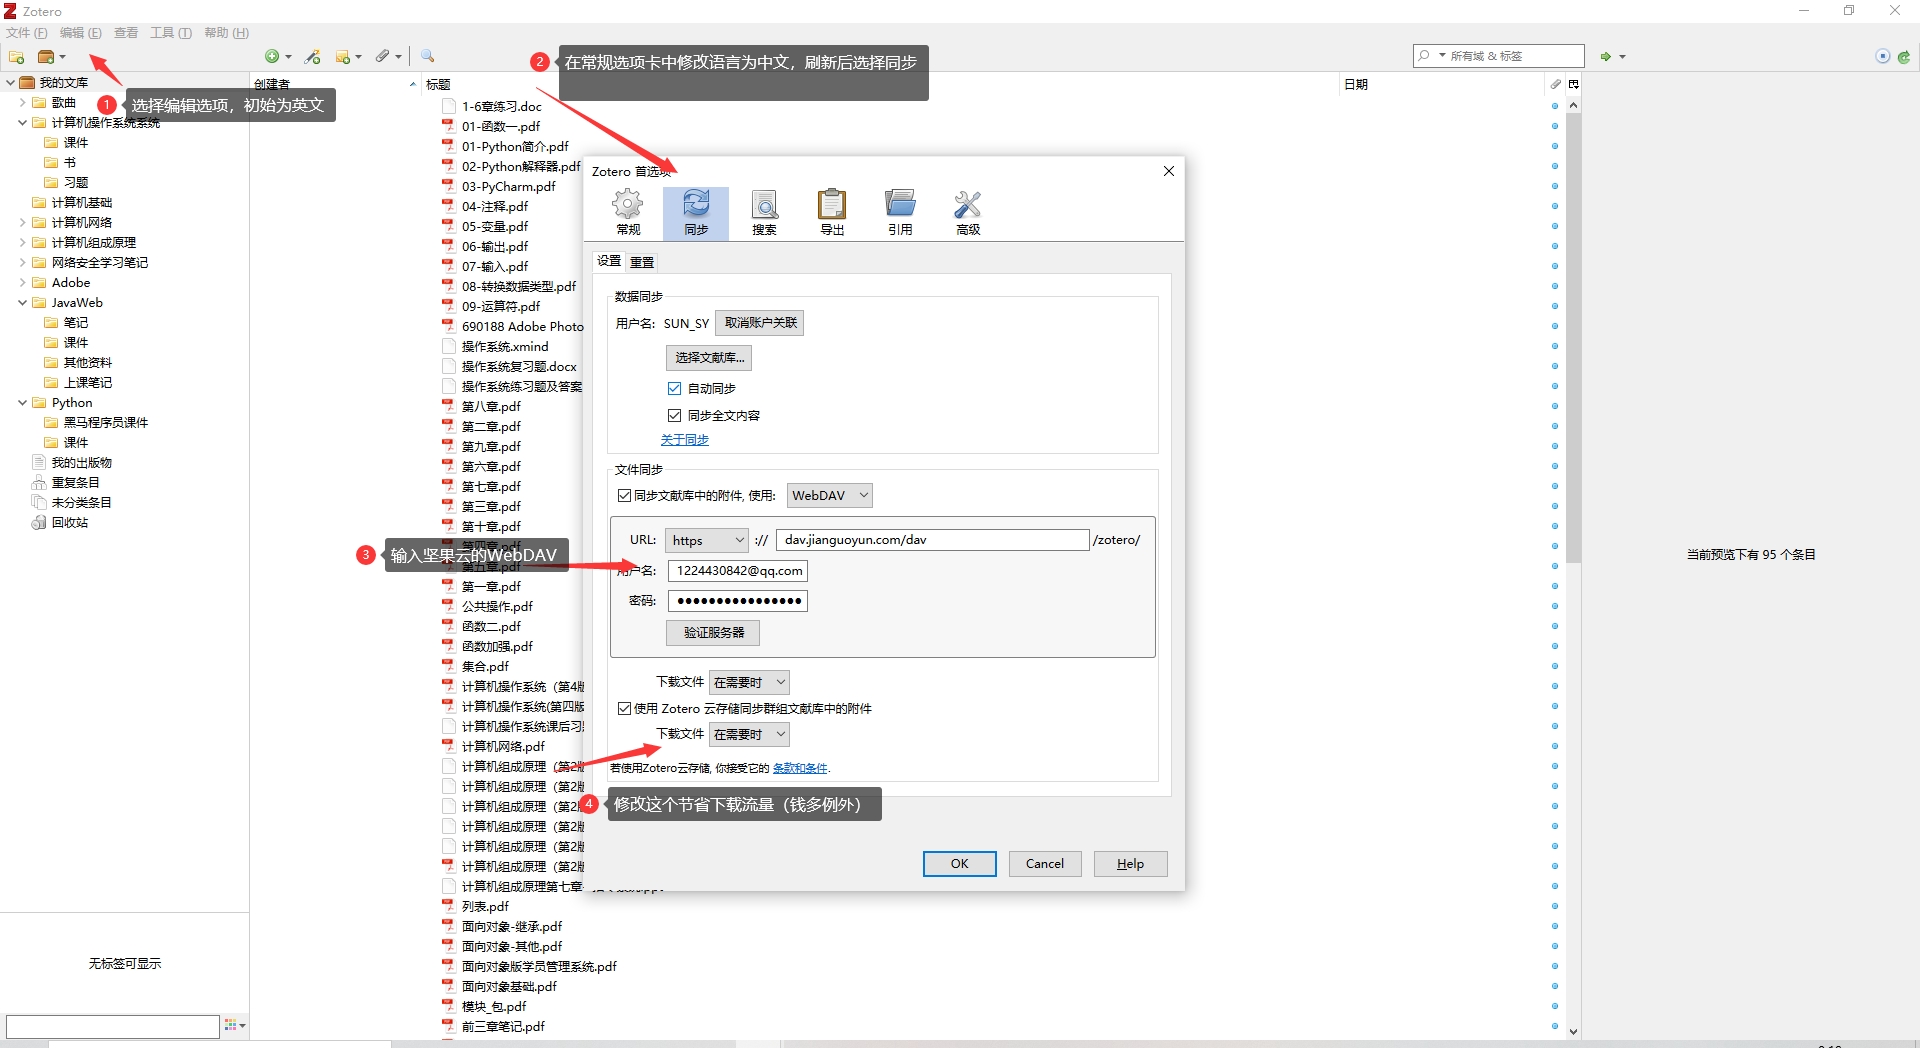 Zotero
文件 (F) 编辑 (E) 查看 工具 (T) 帮助 (H)
所有域 & 标签
我的文库
歌曲
计算机操作系统系统
课件
书
习题
计算机基础
计算机网络
计算机组成原理
网络安全学习笔记
Adobe
JavaWeb
笔记
课件
其他资料
上课笔记
Python
黑马程序员课件
课件
我的出版物
重复条目
未分类条目
回收站
无标签可显示
1 选择编辑选项，初始为英文
2 在常规选项卡中修改语言为中文，刷新后选择同步
创建者 标题 日期
1-6章练习.doc
01-函数一.pdf
01-Python简介.pdf
02-Python解释器.pdf
03-PyCharm.pdf
04-注释.pdf
05-变量.pdf
06-输出.pdf
07-输入.pdf
08-转换数据类型.pdf
09-运算符.pdf
690188 Adobe Photo
操作系统.xmind
操作系统复习题.docx
操作系统练习题及答案
第八章.pdf
第二章.pdf
第九章.pdf
第六章.pdf
第七章.pdf
第三章.pdf
第十章.pdf
第四章.pdf
第五章.pdf
第一章.pdf
公共操作.pdf
函数二.pdf
函数加强.pdf
集合.pdf
计算机操作系统（第4版
计算机操作系统(第四版
计算机操作系统课后习
计算机网络.pdf
计算机组成原理（第2版
计算机组成原理（第2版
计算机组成原理（第2版
计算机组成原理（第2版
计算机组成原理（第2版
计算机组成原理（第2版
计算机组成原理第七章
列表.pdf
面向对象-继承.pdf
面向对象-其他.pdf
面向对象版学员管理系统.pdf
面向对象基础.pdf
模块_包.pdf
前三章笔记.pdf
3 输入坚果云的WebDAV
Zotero 首选项
常规 同步 搜索 导出 引用 高级
设置 重置
数据同步
用户名: SUN_SY 取消账户关联
选择文献库...
自动同步
同步全文内容
关于同步
文件同步
同步文献库中的附件, 使用: WebDAV
URL: https :// dav.jianguoyun.com/dav /zotero/
用户名: 1224430842@qq.com
密码: ●●●●●●●●●●●●●●●●
验证服务器
下载文件 在需要时
使用 Zotero 云存储同步群组文献库中的附件
下载文件 在需要时
若使用Zotero云存储, 你接受它的 条款和条件.
4 修改这个节省下载流量（钱多例外）
OK Cancel Help
当前预览下有 95 个条目